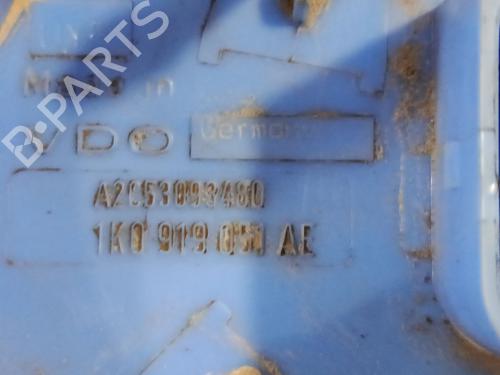 Made in
VDO Germany
A2C53093480
1K0 919 051 AE
B-PARTS